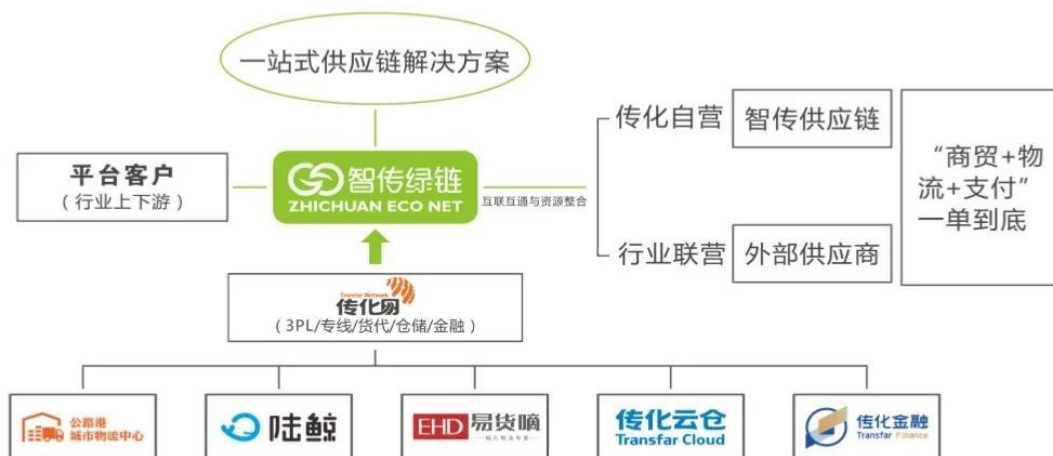 一站式供应链解决方案
平台客户
（行业上下游）
智传绿链
ZHICHUAN ECO NET
互联互通与资源整合
传化自营
智传供应链
行业联营
外部供应商
“商贸+物
流+支付”
一单到底
Transfar Network
传化网
（3PL/专线/货代/仓储/金融）
公路港
城市物流中心
陆鲸
EHD 易货嘀
传化云仓
Transfar Cloud
传化金融
Transfar Finance